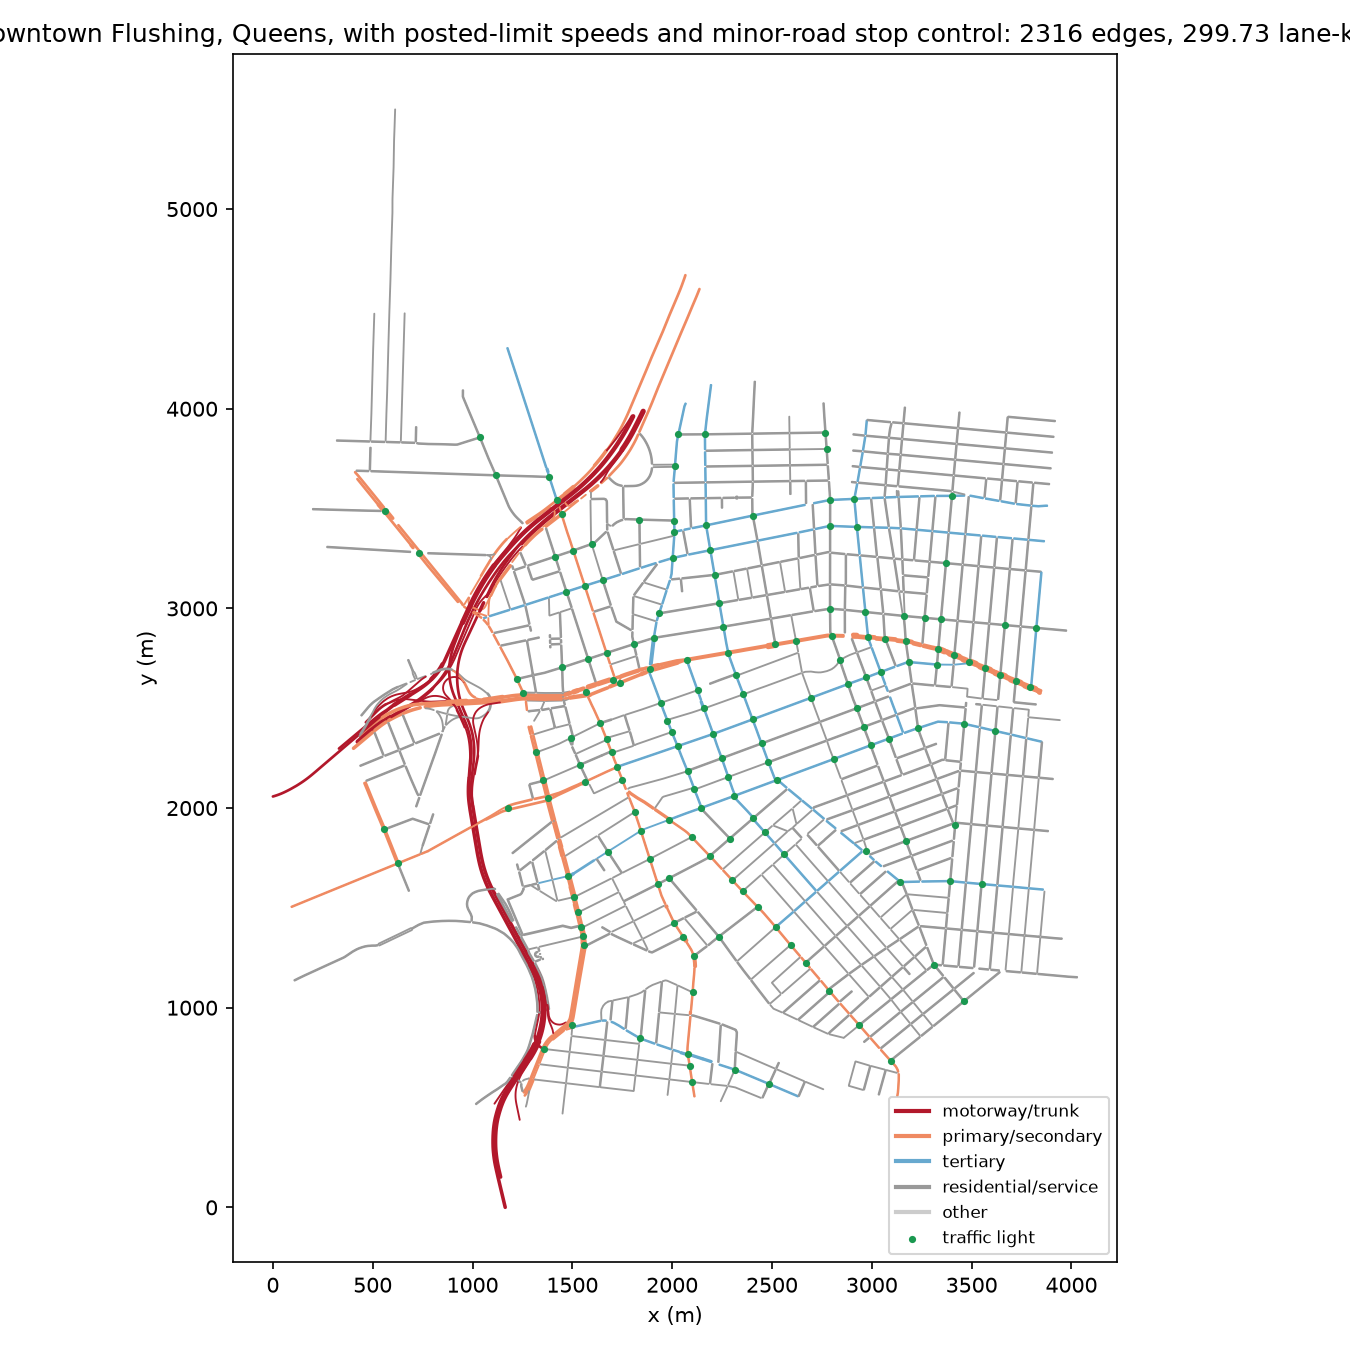 owntown Flushing, Queens, with posted-limit speeds and minor-road stop control: 2316 edges, 299.73 lane-k
5000
4000
3000
2000
1000
0
y (m)
0 500 1000 1500 2000 2500 3000 3500 4000
x (m)
motorway/trunk
primary/secondary
tertiary
residential/service
other
traffic light